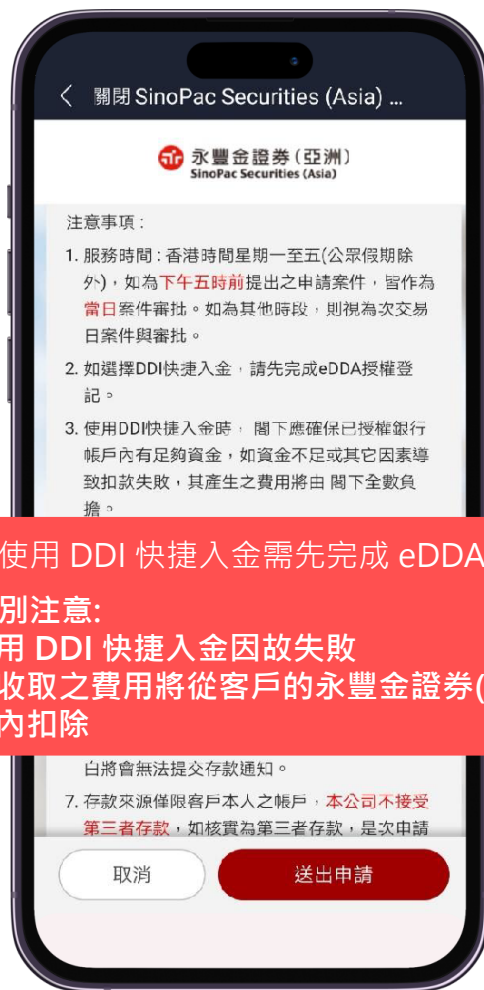 關閉 SinoPac Securities (Asia) ...
永豐金證券(亞洲)
SinoPac Securities (Asia)
注意事項：
1. 服務時間：香港時間星期一至五(公眾假期除
外)，如為下午五時前提出之申請案件，皆作為
當日案件審批。如為其他時段，則視為次交易
日案件與審批。
2. 如選擇DDI快捷入金，請先完成eDDA授權登
記。
3. 使用DDI快捷入金時， 閣下應確保已授權銀行
帳戶內有足夠資金，如資金不足或其它因素導
致扣款失敗，其產生之費用將由 閣下全數負
擔。
使用 DDI 快捷入金需先完成 eDDA
別注意:
用 DDI 快捷入金因故失敗
收取之費用將從客戶的永豐金證券(
內扣除
白將會無法提交存款通知。
7. 存款來源僅限客戶本人之帳戶，本公司不接受
第三者存款，如核實為第三者存款，是次申請
取消
送出申請